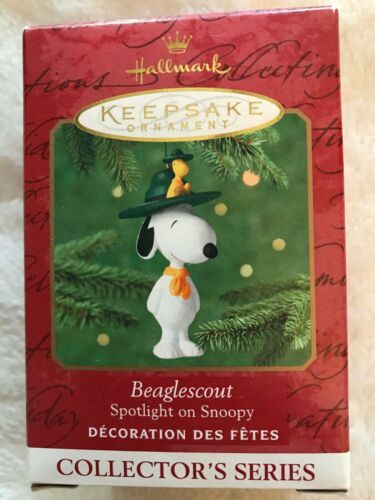 Hallmark
KEEPSAKE
ORNAMENT
Beaglescout
Spotlight on Snoopy
DÉCORATION DES FÊTES
COLLECTOR'S SERIES